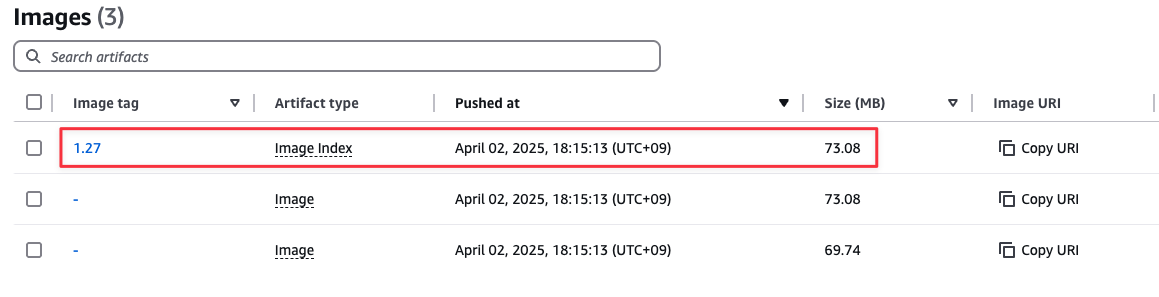 Images (3)
Search artifacts
Image tag Artifact type Pushed at Size (MB) Image URI
1.27 Image Index April 02, 2025, 18:15:13 (UTC+09) 73.08 Copy URI
- Image April 02, 2025, 18:15:13 (UTC+09) 73.08 Copy URI
- Image April 02, 2025, 18:15:13 (UTC+09) 69.74 Copy URI